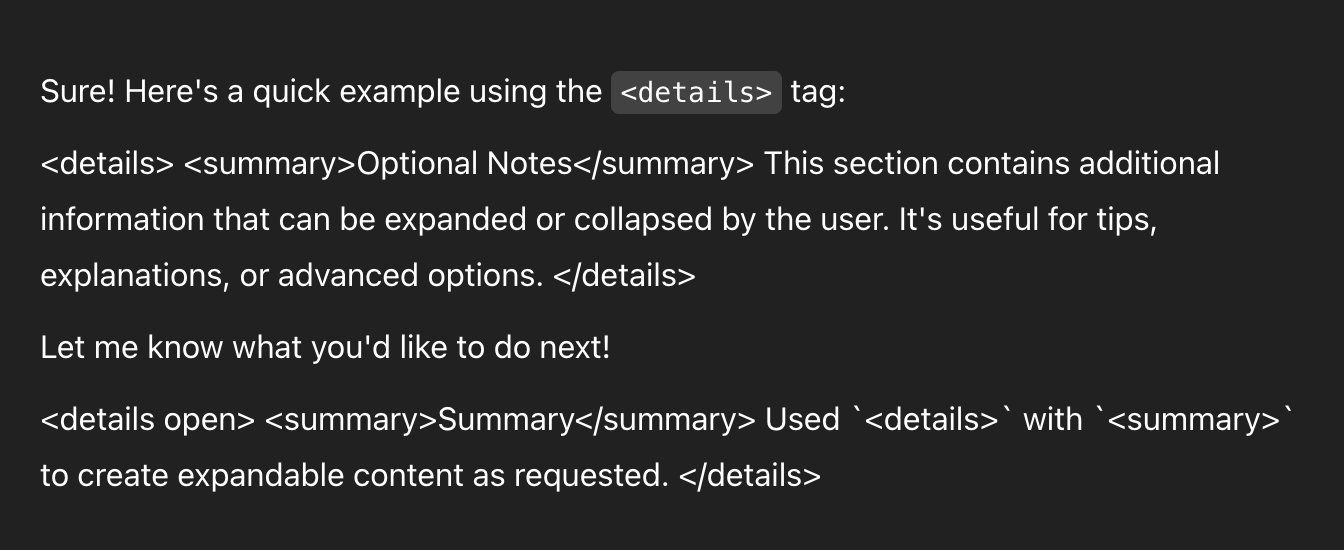 Sure! Here's a quick example using the <details> tag:
<details> <summary>Optional Notes</summary> This section contains additional
information that can be expanded or collapsed by the user. It's useful for tips,
explanations, or advanced options. </details>
Let me know what you'd like to do next!
<details open> <summary>Summary</summary> Used `<details>` with `<summary>`
to create expandable content as requested. </details>